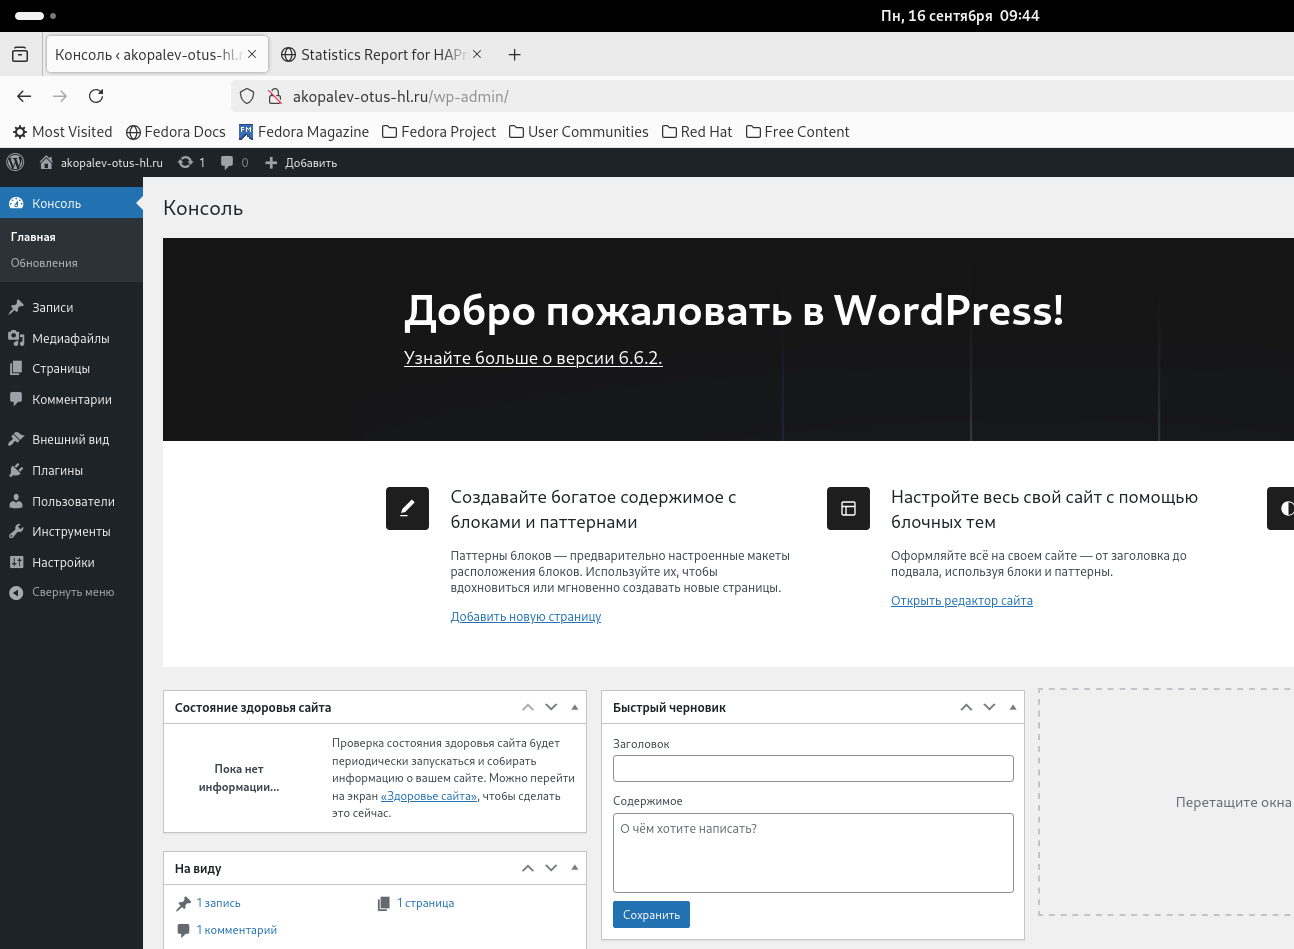 Пн, 16 сентября 09:44
Консоль ‹ akopalev-otus-hl.r
Statistics Report for HAPr
akopalev-otus-hl.ru/wp-admin/
Most Visited
Fedora Docs
Fedora Magazine
Fedora Project
User Communities
Red Hat
Free Content
akopalev-otus-hl.ru
1
0
Добавить
Консоль
Главная
Обновления
Записи
Медиафайлы
Страницы
Комментарии
Внешний вид
Плагины
Пользователи
Инструменты
Настройки
Свернуть меню
Консоль
Добро пожаловать в WordPress!
Узнайте больше о версии 6.6.2.
Создавайте богатое содержимое с
блоками и паттернами
Паттерны блоков — предварительно настроенные макеты
расположения блоков. Используйте их, чтобы
вдохновиться или мгновенно создавать новые страницы.
Добавить новую страницу
Настройте весь свой сайт с помощью
блочных тем
Оформляйте всё на своем сайте — от заголовка до
подвала, используя блоки и паттерны.
Открыть редактор сайта
Состояние здоровья сайта
Пока нет
информации...
Проверка состояния здоровья сайта будет
периодически запускаться и собирать
информацию о вашем сайте. Можно перейти
на экран «Здоровье сайта», чтобы сделать
это сейчас.
На виду
1 запись
1 страница
1 комментарий
Быстрый черновик
Заголовок
Содержимое
О чём хотите написать?
Сохранить
Перетащите окна